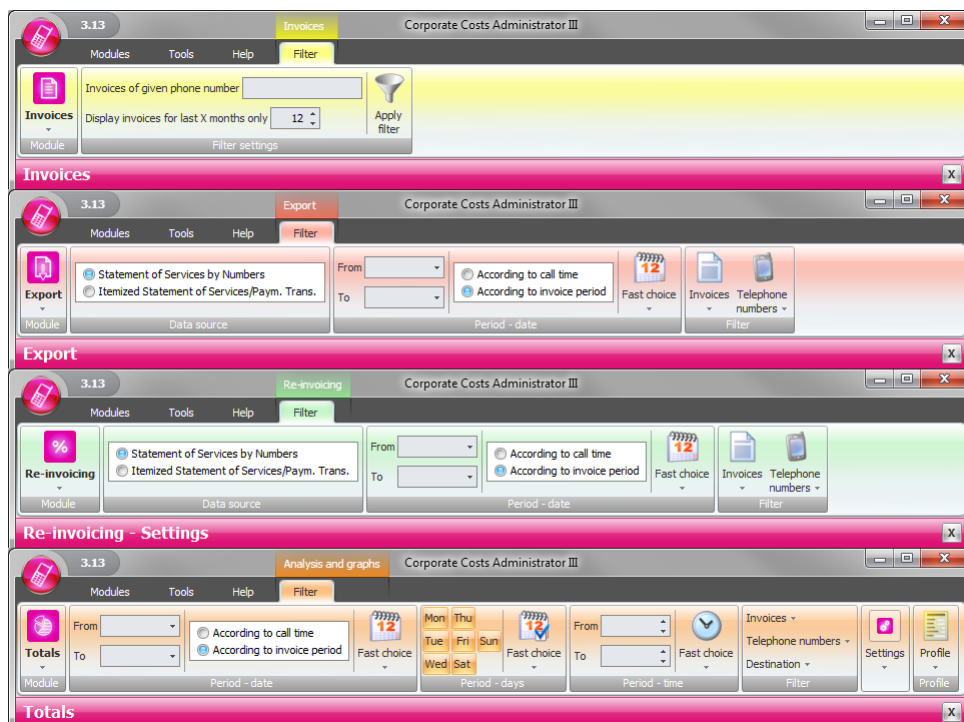 3.13 Invoices Corporate Costs Administrator III
Modules Tools Help Filter
Invoices of given phone number
Invoices Display invoices for last X months only 12 Apply
filter
Module Filter settings
Invoices X
3.13 Export Corporate Costs Administrator III
Modules Tools Help Filter
Statement of Services by Numbers From According to call time 12
Export Itemized Statement of Services/Paym. Trans. To According to invoice period Fast choice Invoices Telephone
numbers
Module Data source Period - date Filter
Export X
3.13 Re-invoicing Corporate Costs Administrator III
Modules Tools Help Filter
% Statement of Services by Numbers From According to call time 12
Re-invoicing Itemized Statement of Services/Paym. Trans. To According to invoice period Fast choice Invoices Telephone
numbers
Module Data source Period - date Filter
Re-invoicing - Settings X
3.13 Analysis and graphs Corporate Costs Administrator III
Modules Tools Help Filter
From According to call time 12 Mon Thu 12 From Invoices
Totals To According to invoice period Fast choice Tue Fri Sun Fast choice To Fast choice Telephone numbers Settings Profile
Wed Sat Destination
Module Period - date Period - days Period - time Filter Profile
Totals X